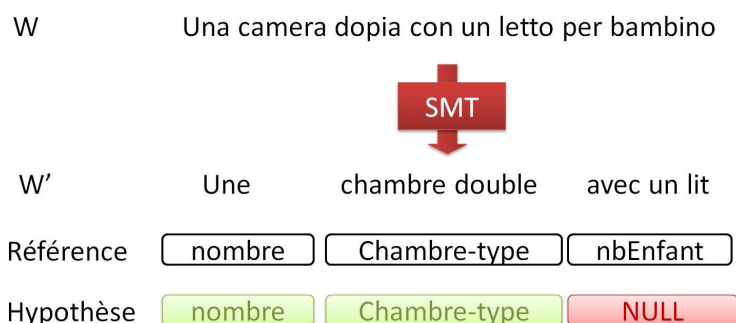 W Una camera dopia con un letto per bambino
SMT
W' Une chambre double avec un lit
Référence nombre Chambre-type nbEnfant
Hypothèse nombre Chambre-type NULL